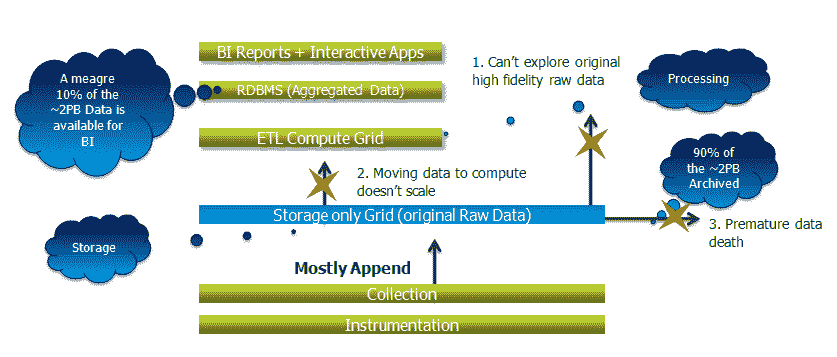 BI Reports + Interactive Apps
1. Can't explore original
high fidelity raw data
Processing
A meagre
10% of the
~2PB Data is
available for
BI
RDBMS (Aggregated Data)
ETL Compute Grid
90% of
the ~2PB
Archived
2. Moving data to compute
doesn't scale
Storage only Grid (original Raw Data)
3. Premature data
death
Storage
Mostly Append
Collection
Instrumentation